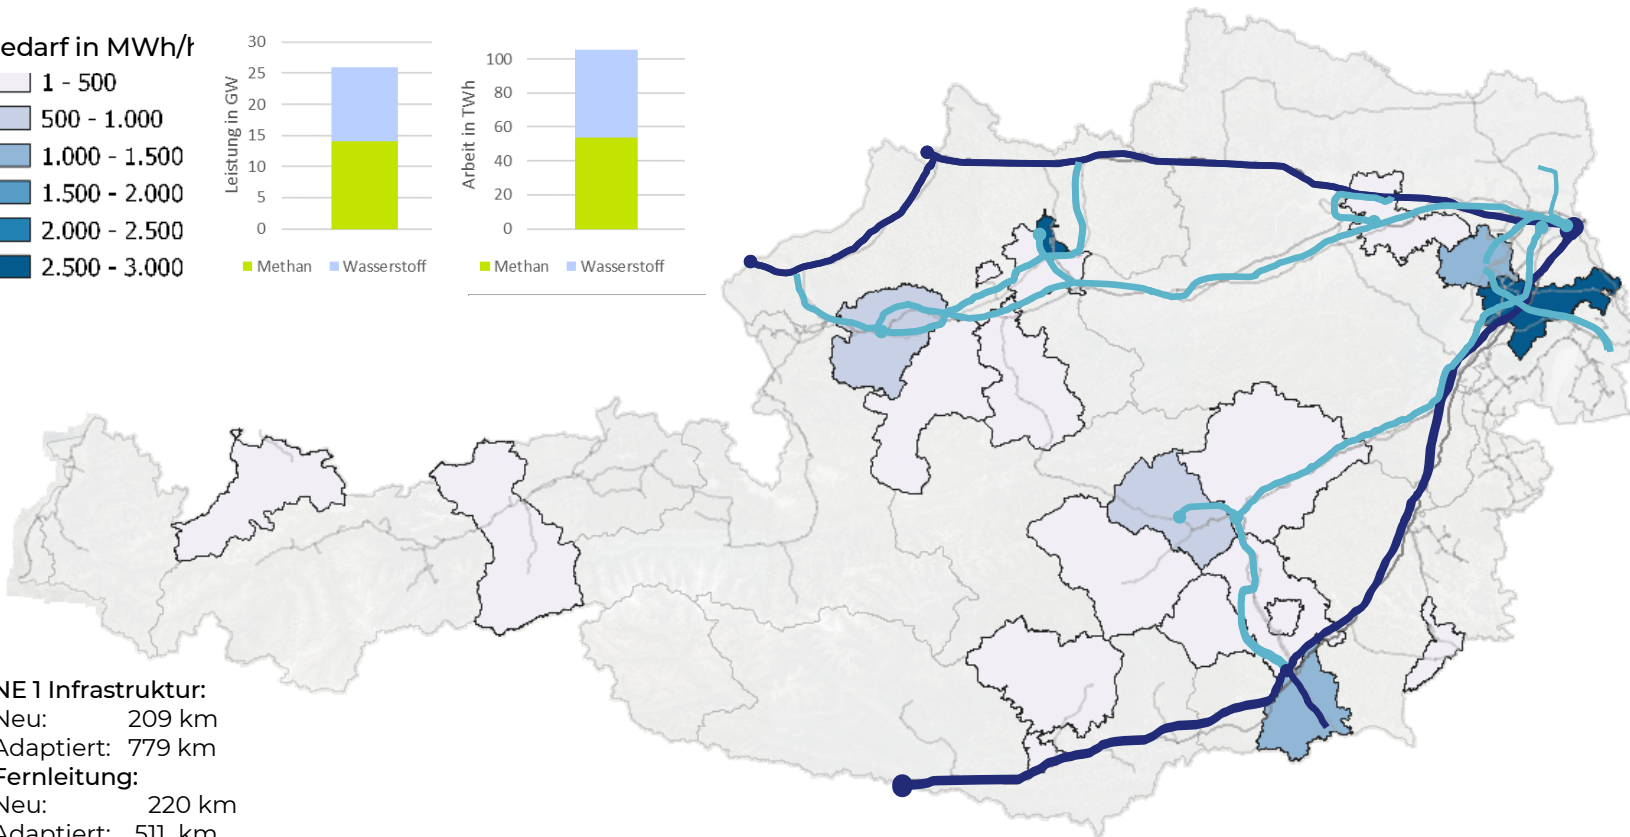 edarf in MWh/h
1 - 500
500 - 1.000
1.000 - 1.500
1.500 - 2.000
2.000 - 2.500
2.500 - 3.000
Leistung in GW
30
25
20
15
10
5
0
Methan Wasserstoff
Arbeit in TWh
100
80
60
40
20
0
Methan Wasserstoff
NE 1 Infrastruktur:
Neu: 209 km
Adaptiert: 779 km
Fernleitung:
Neu: 220 km
Adaptiert: 511 km